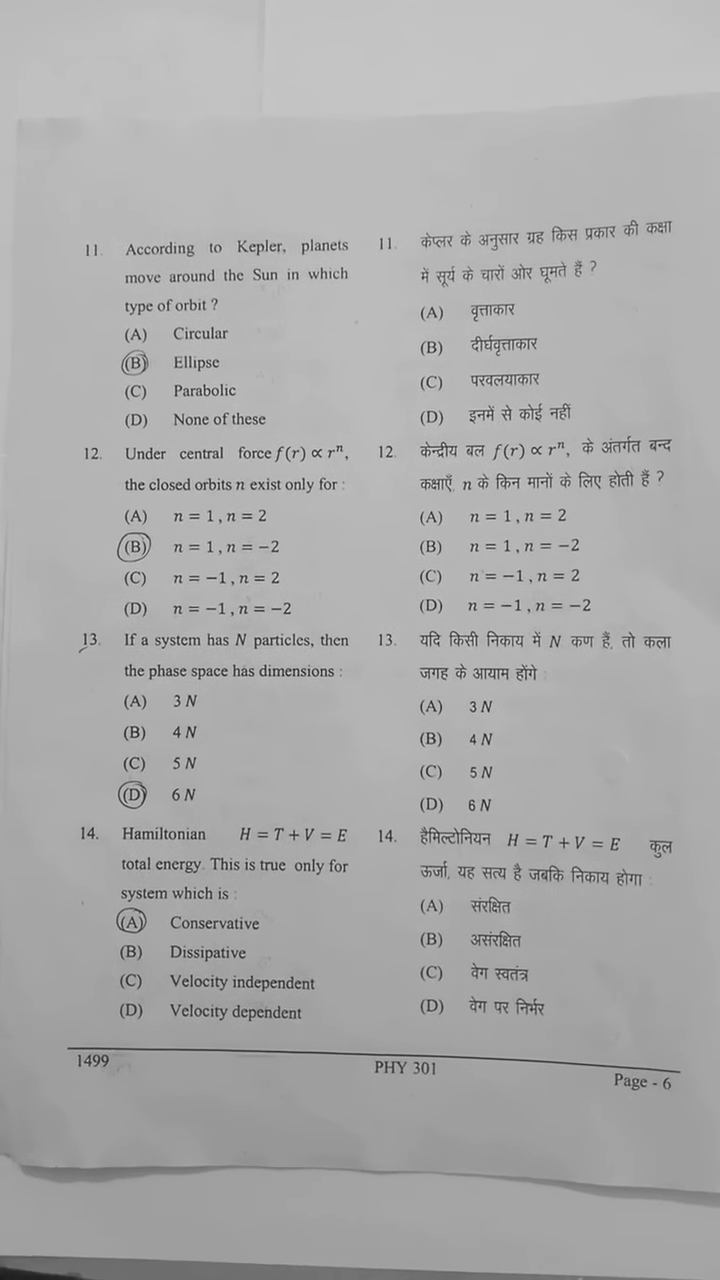 11. According to Kepler, planets
move around the Sun in which
type of orbit ?
(A) Circular
(B) Ellipse
(C) Parabolic
(D) None of these
12. Under central force f(r) ∝ rⁿ,
the closed orbits n exist only for :
(A) n = 1 , n = 2
(B) n = 1 , n = −2
(C) n = −1 , n = 2
(D) n = −1 , n = −2
13. If a system has N particles, then
the phase space has dimensions :
(A) 3 N
(B) 4 N
(C) 5 N
(D) 6 N
14. Hamiltonian H = T + V = E
total energy. This is true only for
system which is :
(A) Conservative
(B) Dissipative
(C) Velocity independent
(D) Velocity dependent
11. केप्लर के अनुसार ग्रह किस प्रकार की कक्षा
में सूर्य के चारों ओर घूमते हैं ?
(A) वृत्ताकार
(B) दीर्घवृत्ताकार
(C) परवलयाकार
(D) इनमें से कोई नहीं
12. केन्द्रीय बल f(r) ∝ rⁿ, के अंतर्गत बन्द
कक्षाएँ, n के किन मानों के लिए होती हैं ?
(A) n = 1 , n = 2
(B) n = 1 , n = −2
(C) n = −1 , n = 2
(D) n = −1 , n = −2
13. यदि किसी निकाय में N कण हैं, तो कला
जगह के आयाम होंगे :
(A) 3 N
(B) 4 N
(C) 5 N
(D) 6 N
14. हैमिल्टोनियन H = T + V = E कुल
ऊर्जा, यह सत्य है जबकि निकाय होगा :
(A) संरक्षित
(B) असंरक्षित
(C) वेग स्वतंत्र
(D) वेग पर निर्भर
1499 PHY 301 Page - 6